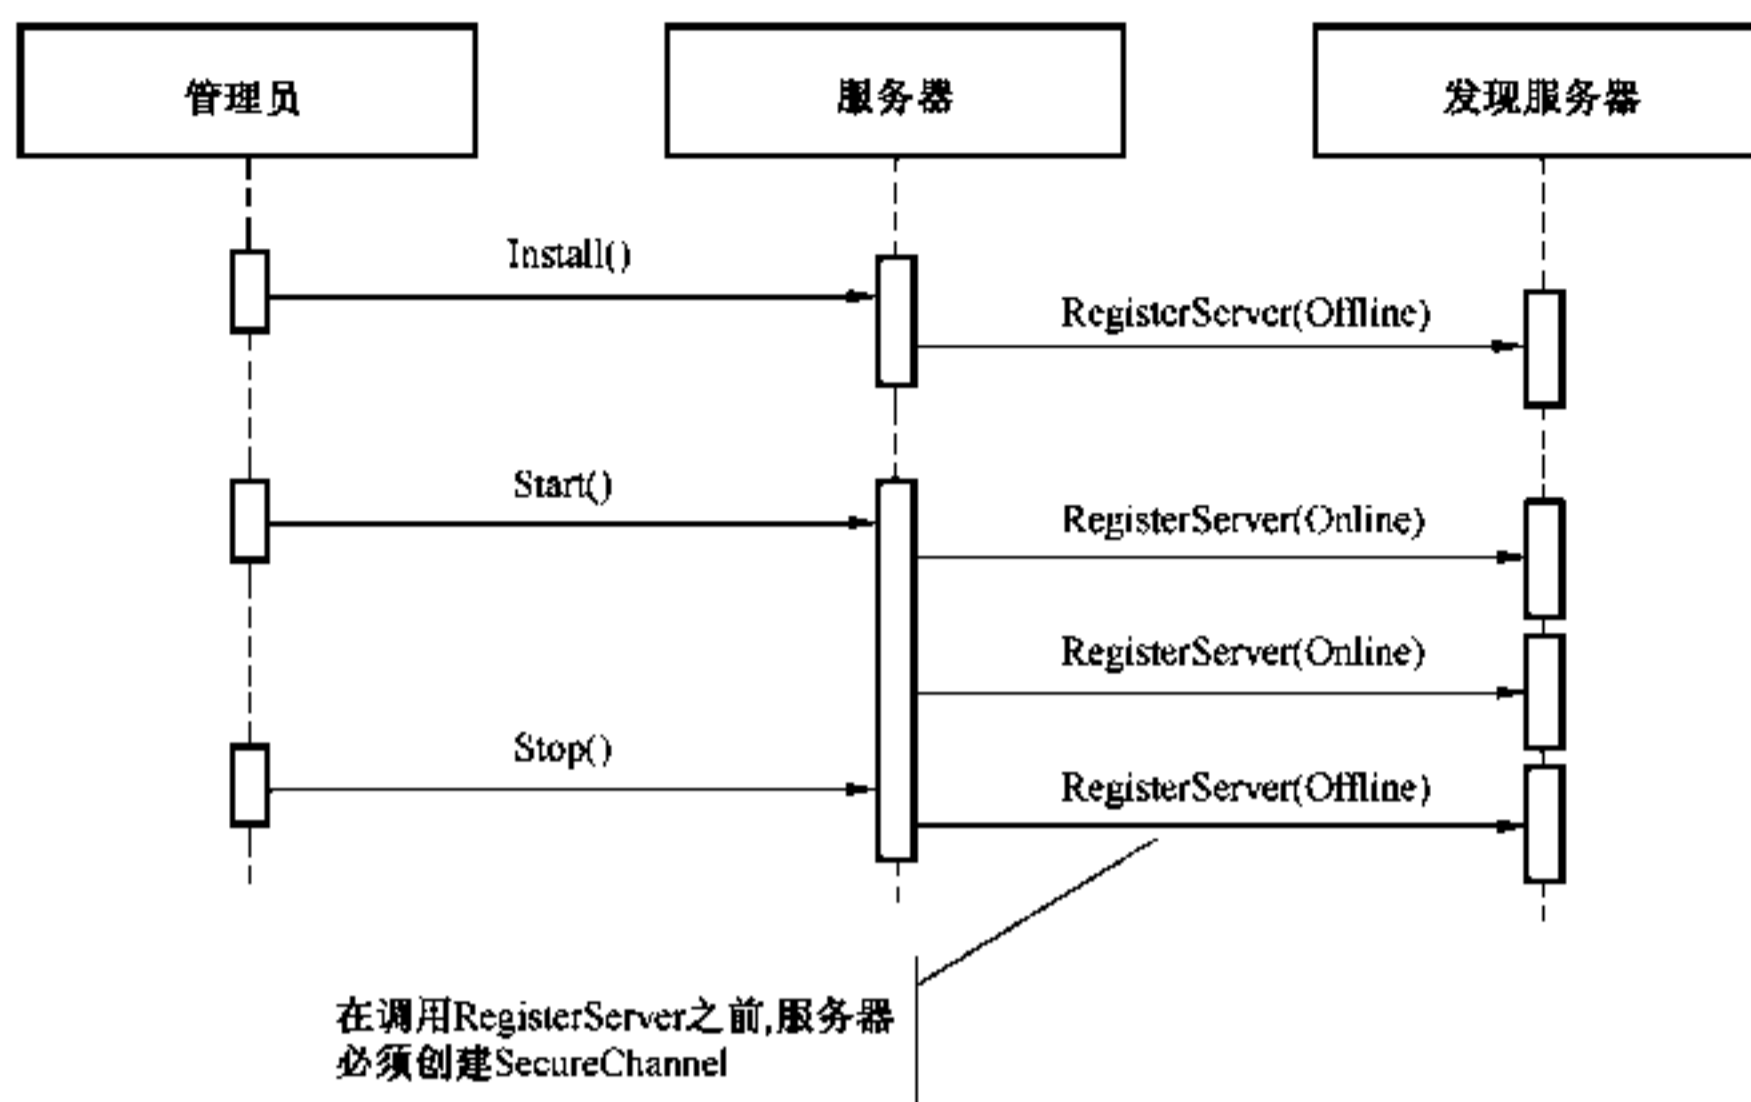 管理员
服务器
发现服务器
Install()
RegisterServer(Offline)
Start()
RegisterServer(Online)
RegisterServer(Online)
Stop()
RegisterServer(Offline)
在调用RegisterServer之前,服务器
必须创建SecureChannel